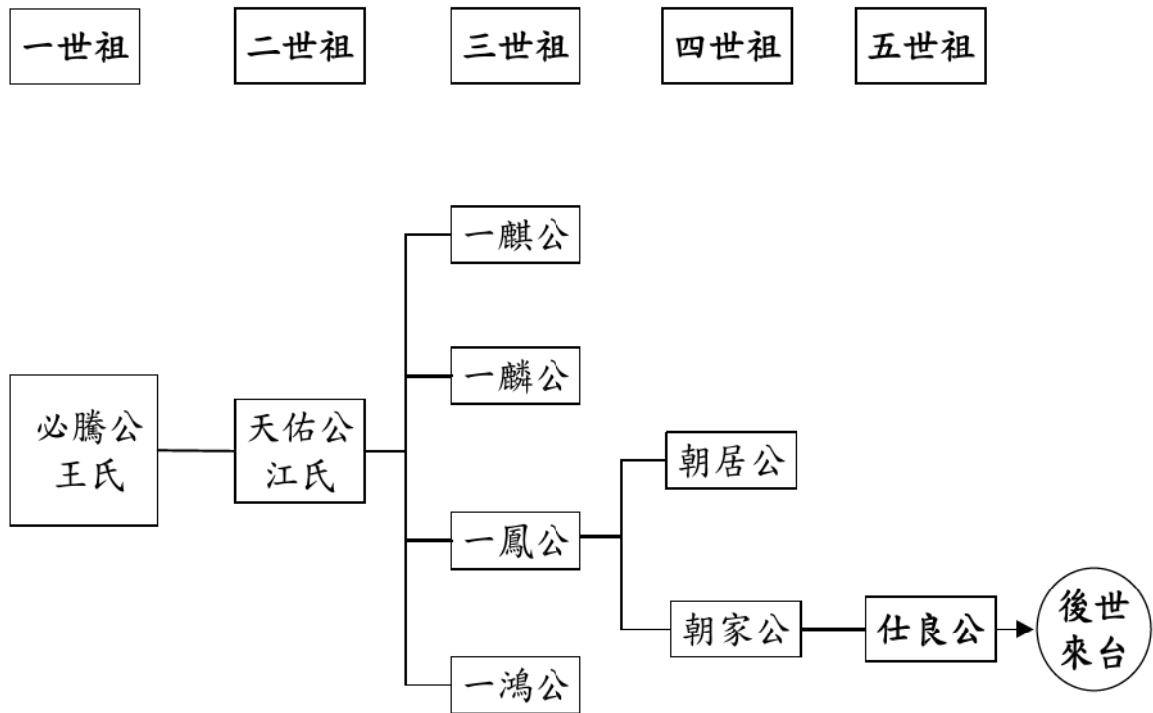 一世祖
二世祖
三世祖
四世祖
五世祖
一麒公
一麟公
必騰公
王氏
天佑公
江氏
朝居公
一鳳公
朝家公
仕良公
後世
來台
一鴻公